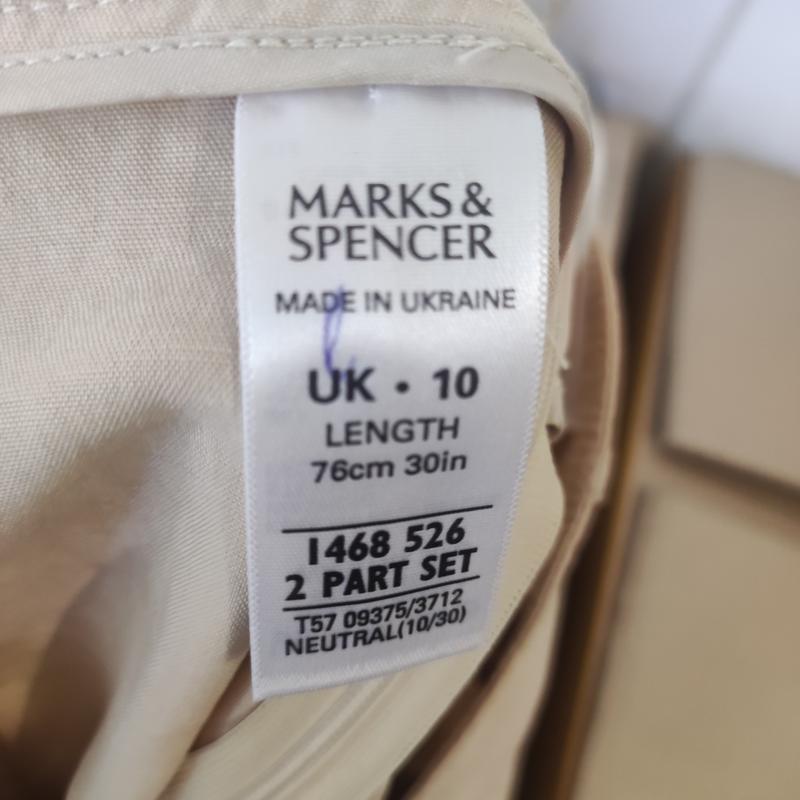 MARKS &
SPENCER
MADE IN UKRAINE
UK • 10
LENGTH
76cm 30in
1468 526
2 PART SET
T57 09375/3712
NEUTRAL(10/30)